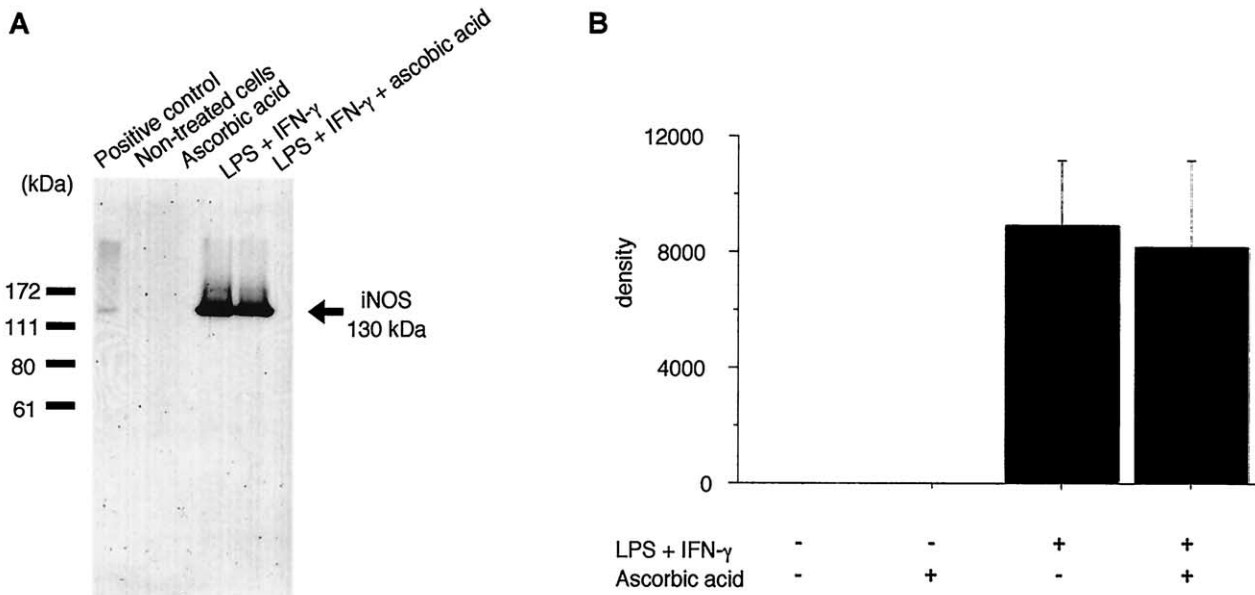 A
Positive control
Non-treated cells
Ascorbic acid
LPS + IFN-γ
LPS + IFN-γ + ascobic acid
(kDa)
172
111
80
61
iNOS
130 kDa
B
12000
8000
4000
0
density
LPS + IFN-γ - - + +
Ascorbic acid - + - +